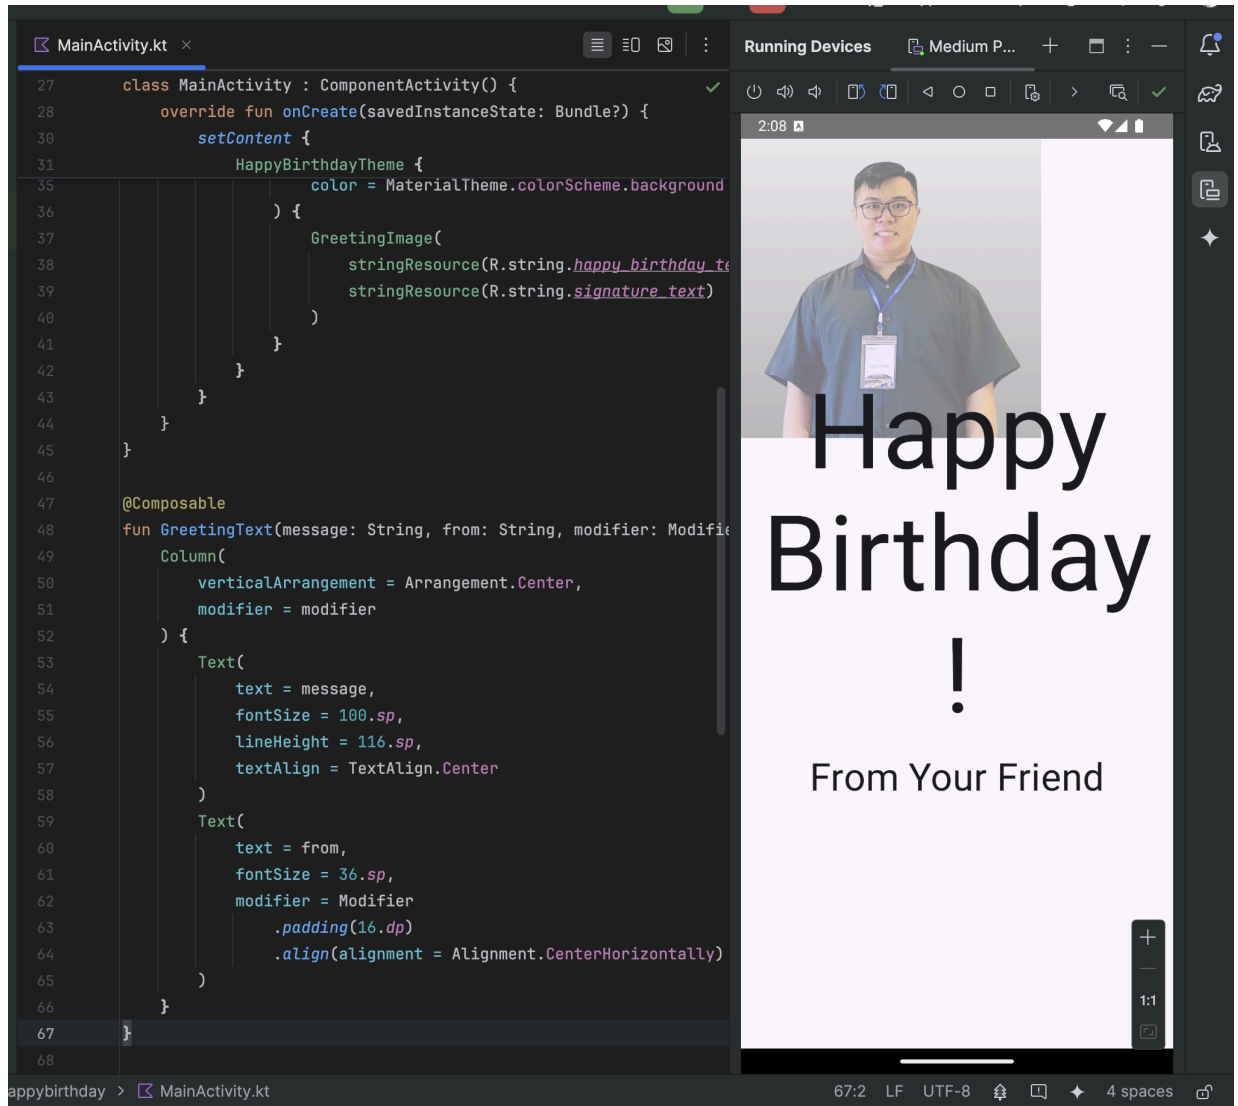 MainActivity.kt
Running Devices
Medium P...
27 class MainActivity : ComponentActivity() {
28 override fun onCreate(savedInstanceState: Bundle?) {
30 setContent {
31 HappyBirthdayTheme {
35 color = MaterialTheme.colorScheme.background
36 ) {
37 GreetingImage(
38 stringResource(R.string.happy_birthday_te
39 stringResource(R.string.signature_text)
40 )
41 }
42 }
43 }
44 }
45 }
46
47 @Composable
48 fun GreetingText(message: String, from: String, modifier: Modifie
49 Column(
50 verticalArrangement = Arrangement.Center,
51 modifier = modifier
52 ) {
53 Text(
54 text = message,
55 fontSize = 100.sp,
56 lineHeight = 116.sp,
57 textAlign = TextAlign.Center
58 )
59 Text(
60 text = from,
61 fontSize = 36.sp,
62 modifier = Modifier
63 .padding(16.dp)
64 .align(alignment = Alignment.CenterHorizontally)
65 )
66 }
67 }
68
2:08
Happy
Birthday
!
From Your Friend
1:1
appybirthday > MainActivity.kt
67:2 LF UTF-8 4 spaces